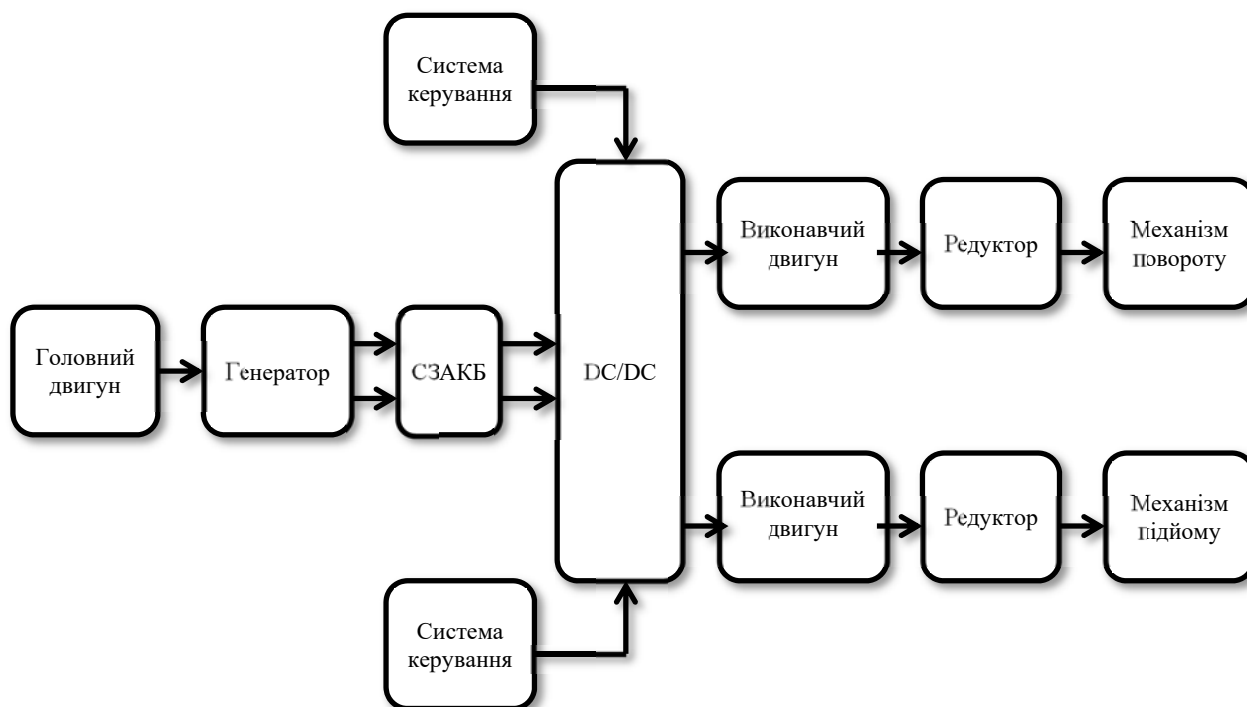 Система
керування
Виконавчий
двигун
Редуктор
Механізм
повороту
Головний
двигун
Генератор
СЗАКБ
DC/DC
Виконавчий
двигун
Редуктор
Механізм
підйому
Система
керування